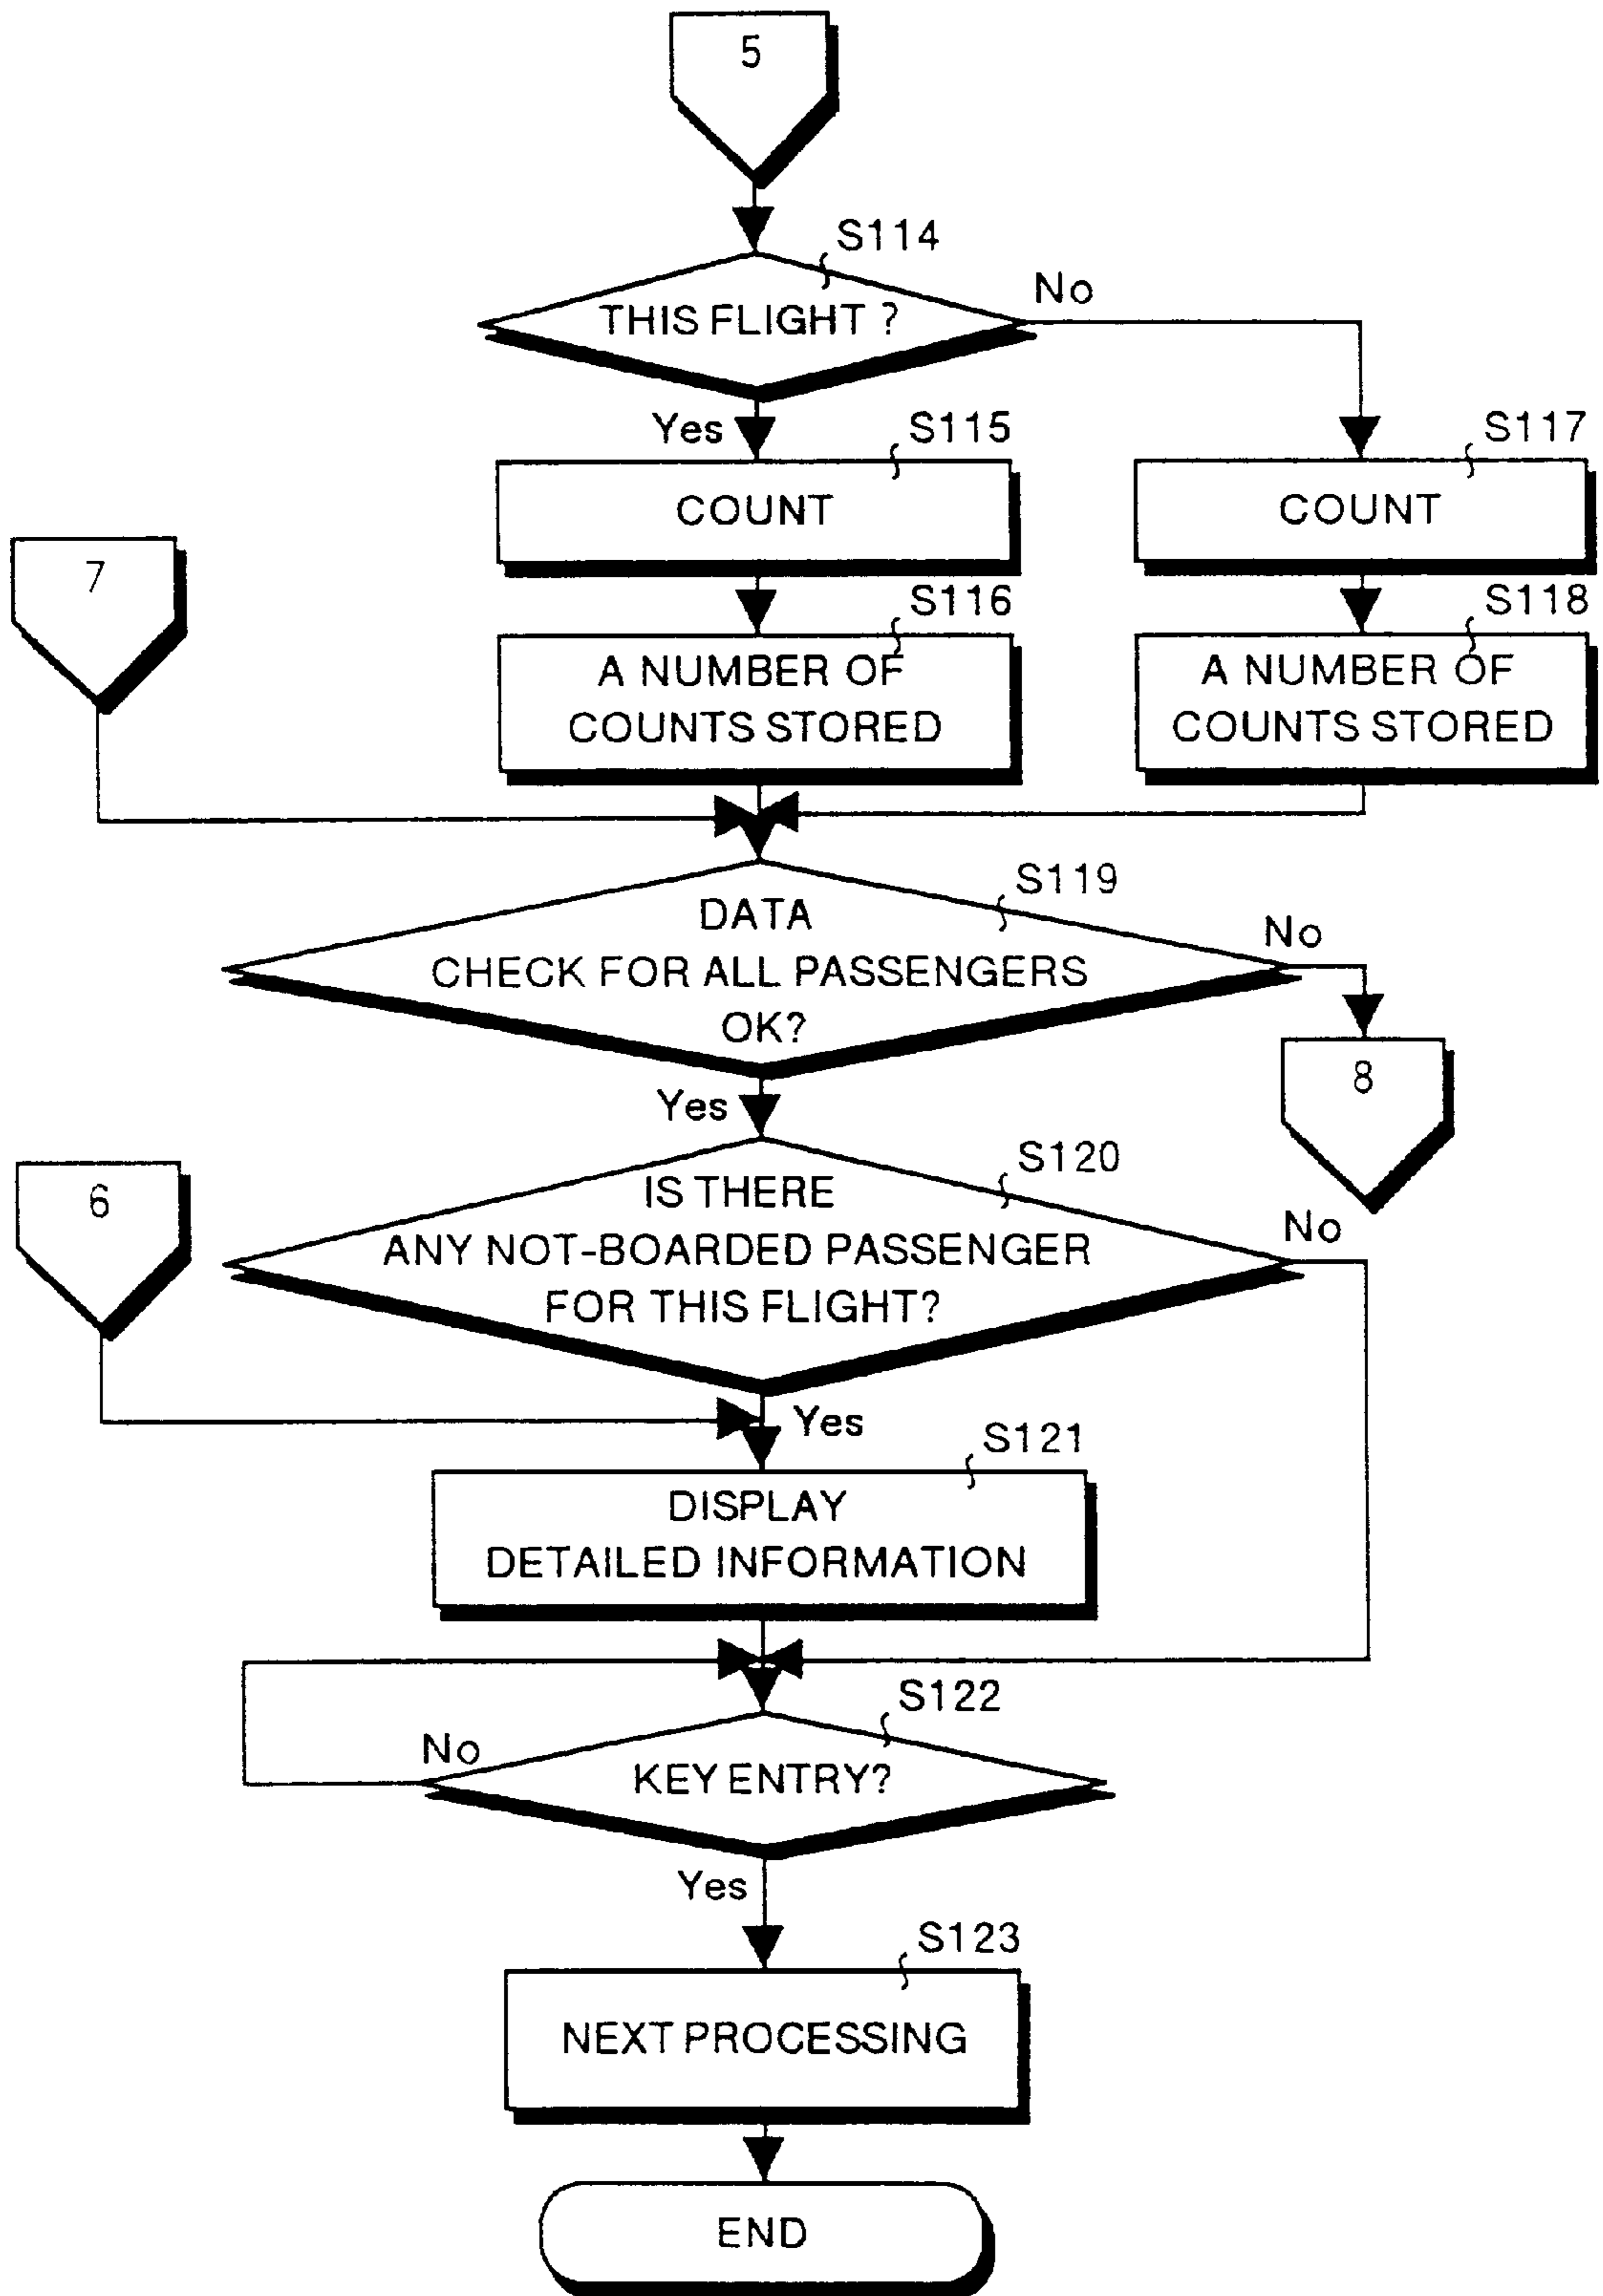 5
S114
THIS FLIGHT ?
No
Yes
S115
S117
COUNT
COUNT
7
S116
S118
A NUMBER OF
COUNTS STORED
A NUMBER OF
COUNTS STORED
S119
DATA
CHECK FOR ALL PASSENGERS
OK?
No
Yes
8
6
S120
IS THERE
ANY NOT-BOARDED PASSENGER
FOR THIS FLIGHT?
No
Yes
S121
DISPLAY
DETAILED INFORMATION
S122
No
KEY ENTRY?
Yes
S123
NEXT PROCESSING
END